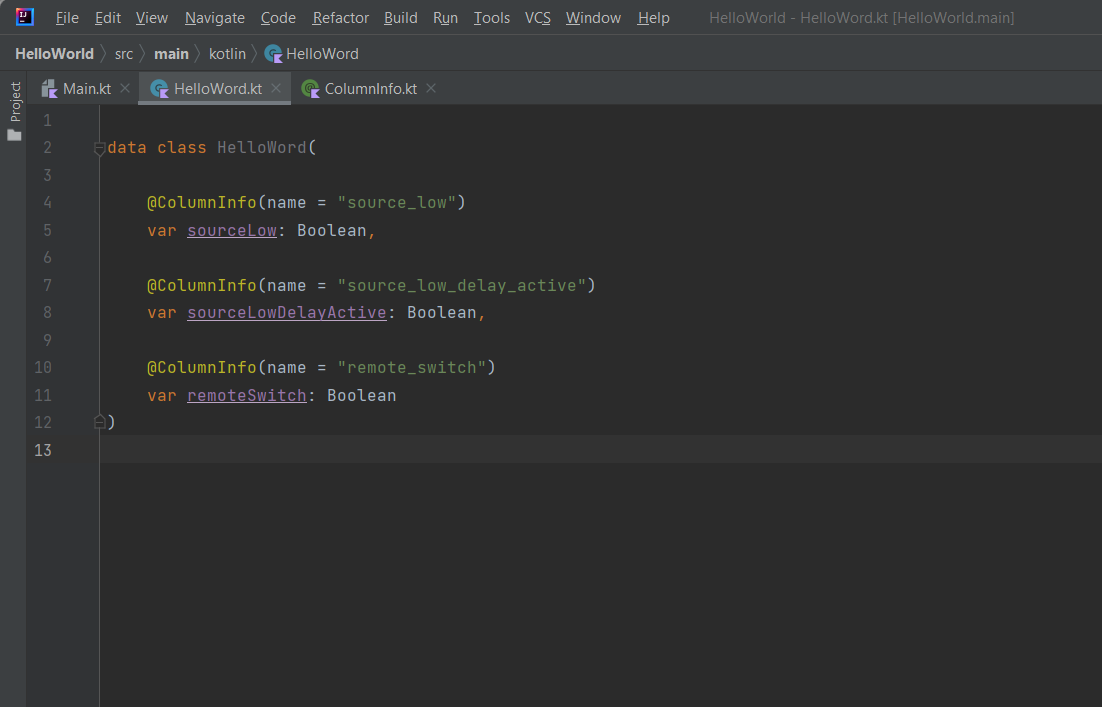 File Edit View Navigate Code Refactor Build Run Tools VCS Window Help HelloWorld - HelloWord.kt [HelloWorld.main]
HelloWorld src main kotlin HelloWord
Project
Main.kt HelloWord.kt ColumnInfo.kt
1
2 data class HelloWord(
3
4 @ColumnInfo(name = "source_low")
5 var sourceLow: Boolean,
6
7 @ColumnInfo(name = "source_low_delay_active")
8 var sourceLowDelayActive: Boolean,
9
10 @ColumnInfo(name = "remote_switch")
11 var remoteSwitch: Boolean
12 )
13